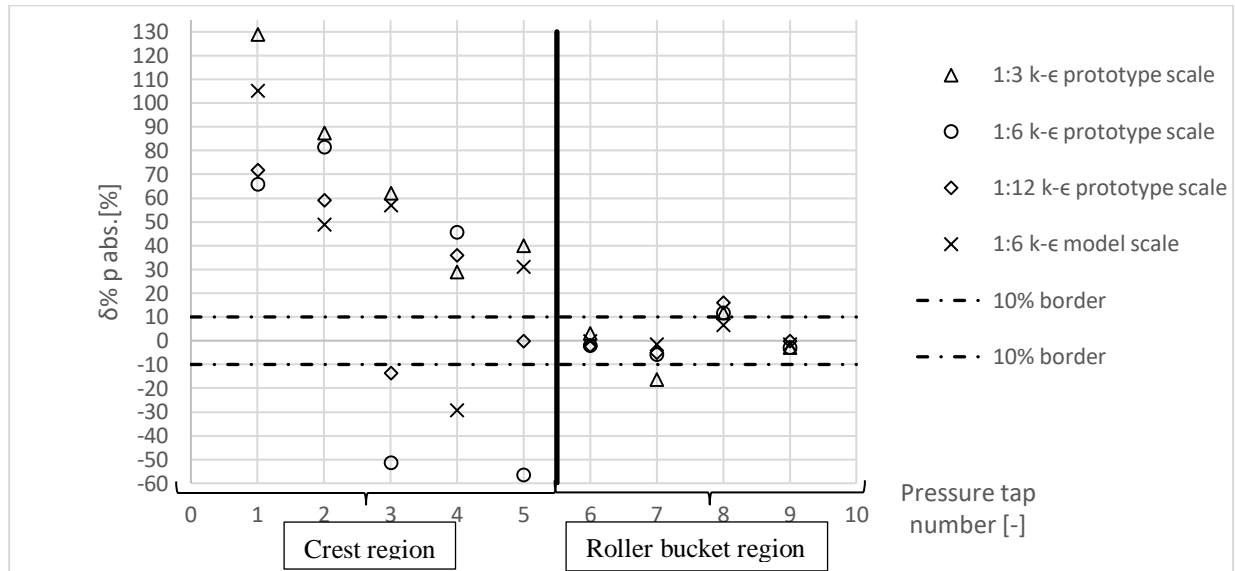 130
120
110
100
90
80
70
60
50
40
30
20
10
0
-10
-20
-30
-40
-50
-60
δ% p abs.[%]
0 1 2 3 4 5 6 7 8 9 10
Pressure tap
number [-]
Crest region
Roller bucket region
1:3 k-ϵ prototype scale
1:6 k-ϵ prototype scale
1:12 k-ϵ prototype scale
1:6 k-ϵ model scale
10% border
10% border